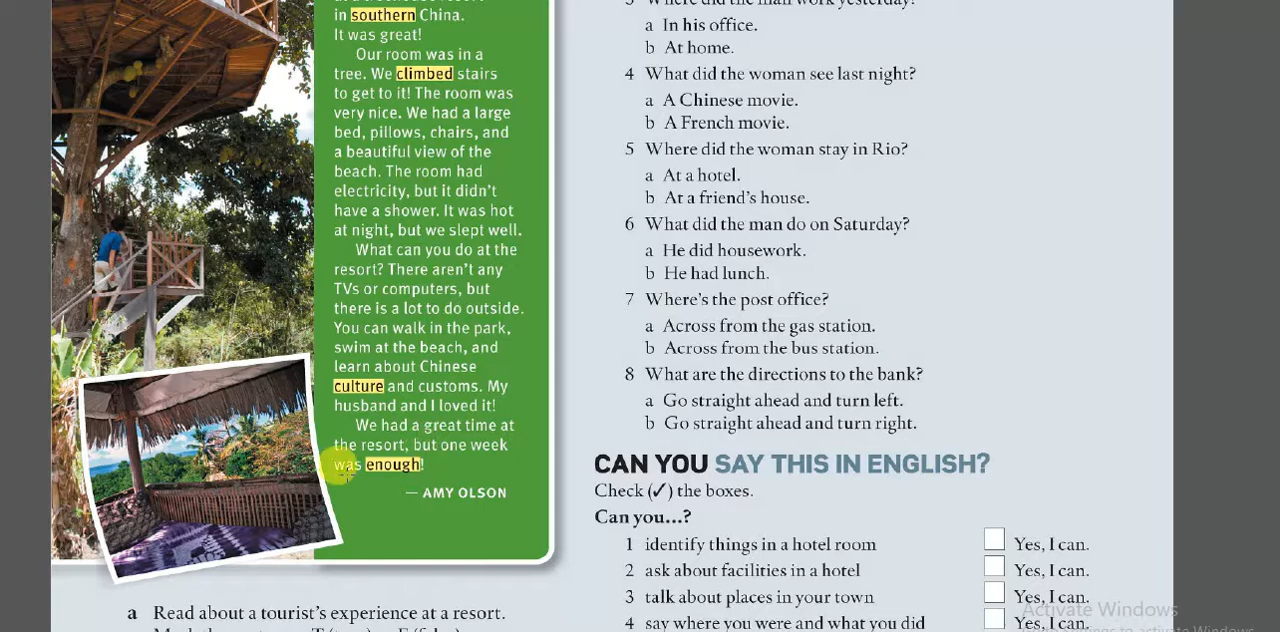 in southern China.
It was great!
Our room was in a
tree. We climbed stairs
to get to it! The room was
very nice. We had a large
bed, pillows, chairs, and
a beautiful view of the
beach. The room had
electricity, but it didn't
have a shower. It was hot
at night, but we slept well.
What can you do at the
resort? There aren't any
TVs or computers, but
there is a lot to do outside.
You can walk in the park,
swim at the beach, and
learn about Chinese
culture and customs. My
husband and I loved it!
We had a great time at
the resort, but one week
was enough!
— AMY OLSON
a Read about a tourist's experience at a resort.
3 Where did the man work yesterday?
a In his office.
b At home.
4 What did the woman see last night?
a A Chinese movie.
b A French movie.
5 Where did the woman stay in Rio?
a At a hotel.
b At a friend's house.
6 What did the man do on Saturday?
a He did housework.
b He had lunch.
7 Where's the post office?
a Across from the gas station.
b Across from the bus station.
8 What are the directions to the bank?
a Go straight ahead and turn left.
b Go straight ahead and turn right.
CAN YOU SAY THIS IN ENGLISH?
Check (✓) the boxes.
Can you...?
1 identify things in a hotel room Yes, I can.
2 ask about facilities in a hotel Yes, I can.
3 talk about places in your town Yes, I can.
4 say where you were and what you did Yes, I can.
Activate Windows